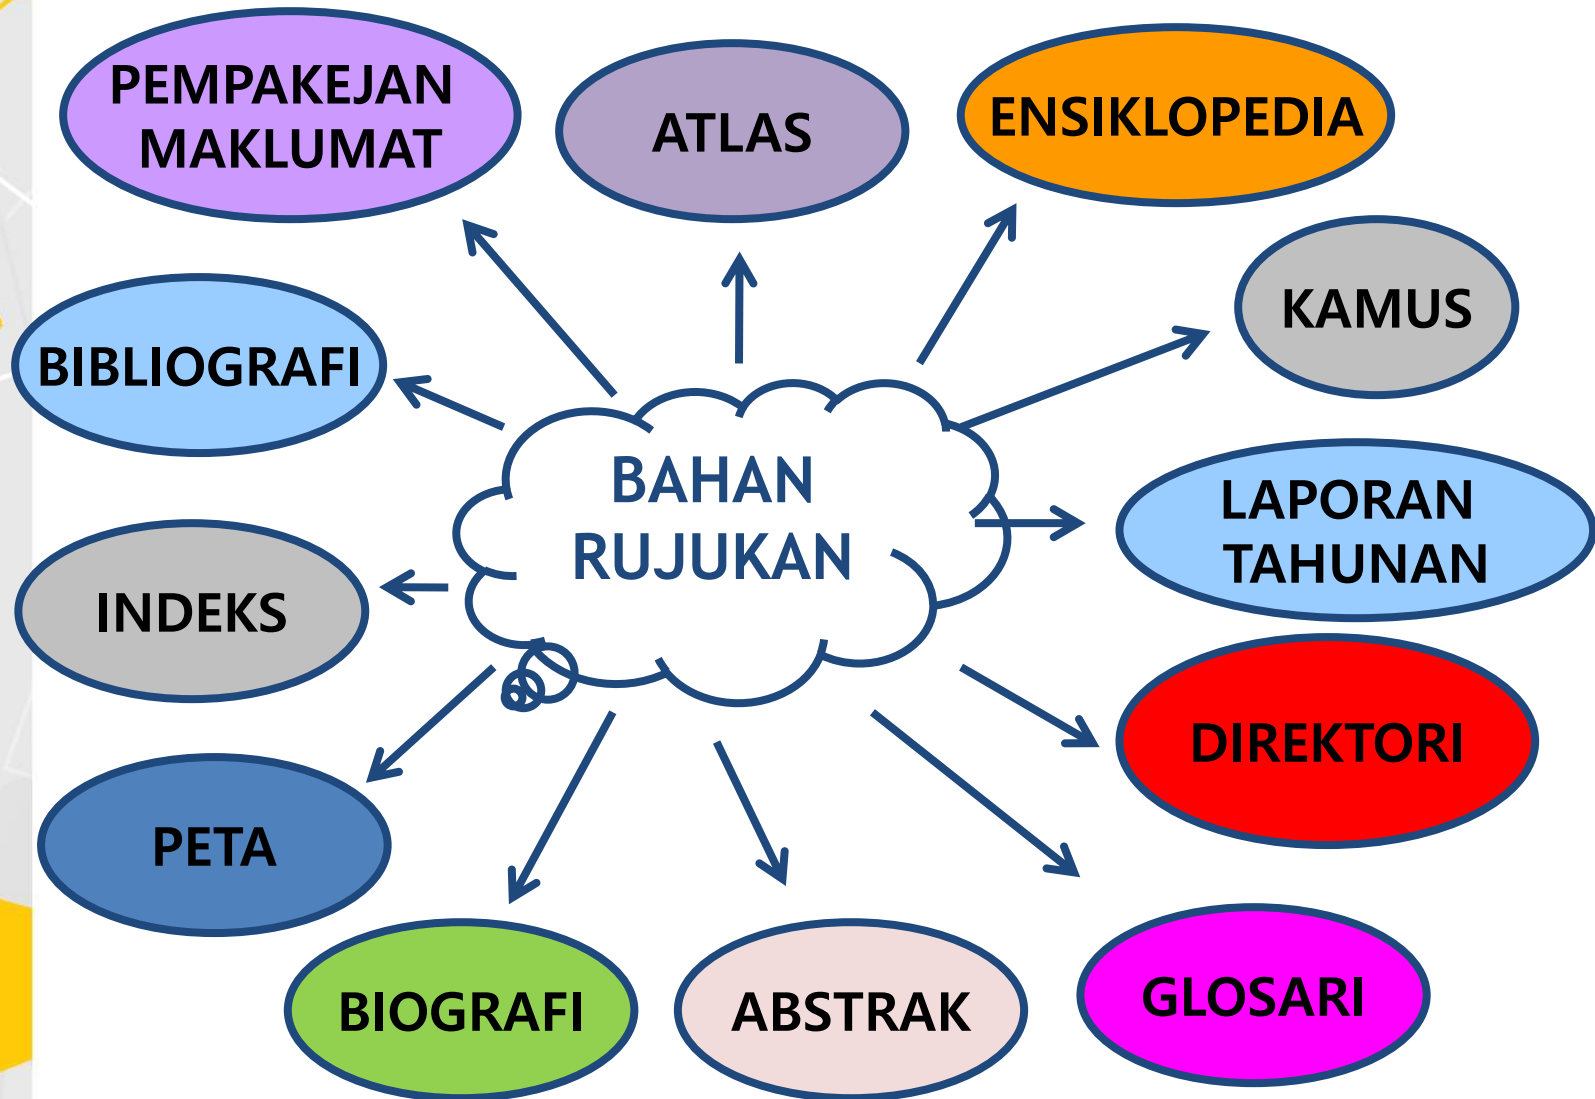 PEMPAKEJAN
MAKLUMAT
ATLAS
ENSIKLOPEDIA
KAMUS
BIBLIOGRAFI
BAHAN
RUJUKAN
LAPORAN
TAHUNAN
INDEKS
DIREKTORI
PETA
BIOGRAFI
ABSTRAK
GLOSARI